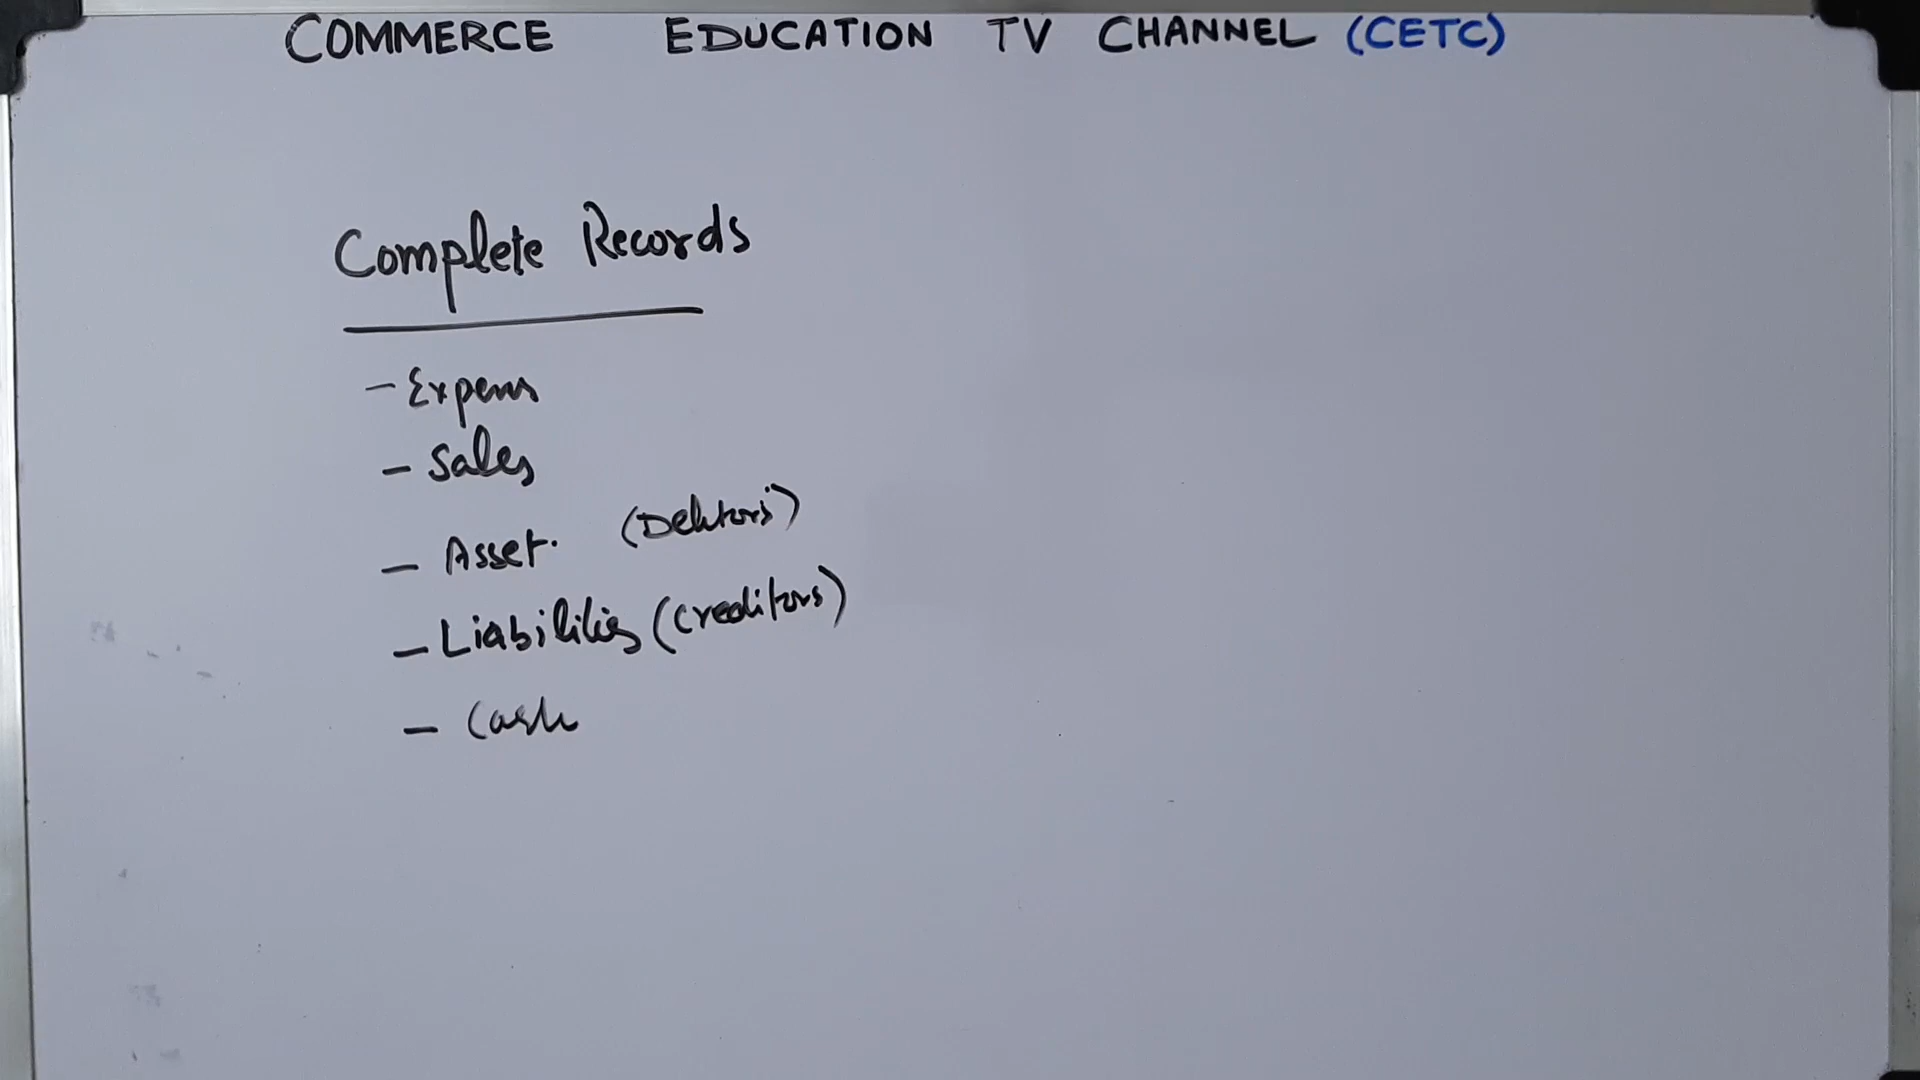 COMMERCE EDUCATION TV CHANNEL (CETC)
Complete Records
- Expens
- Sales
- Asset. (Debtors)
- Liabilities (Creditors)
- Cash